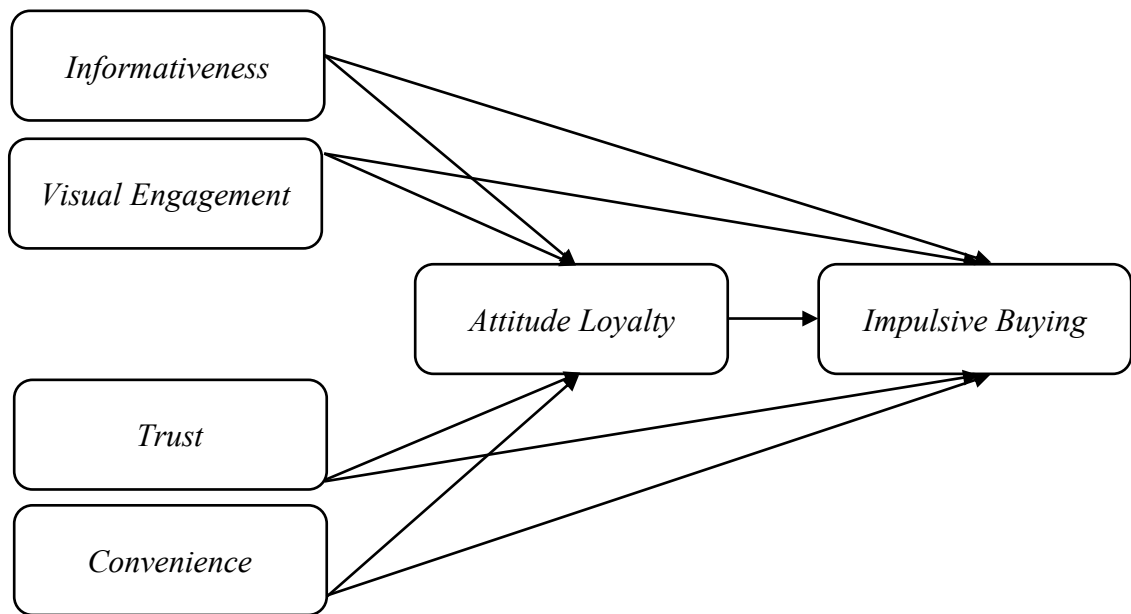 Informativeness
Visual Engagement
Attitude Loyalty
Impulsive Buying
Trust
Convenience